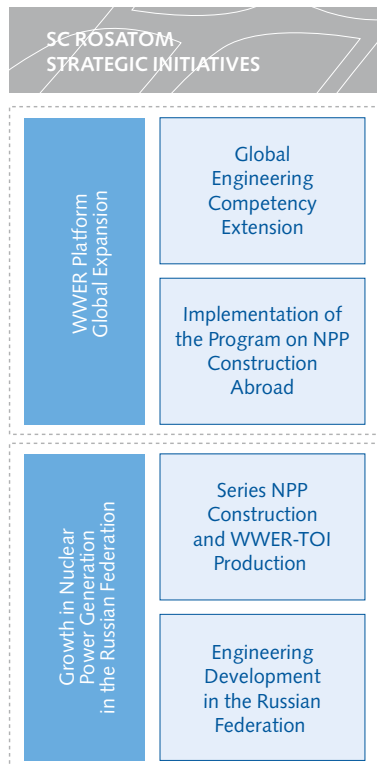 SC ROSATOM
STRATEGIC INITIATIVES
WWER Platform
Global Expansion
Global
Engineering
Competency
Extension
Implementation of
the Program on NPP
Construction
Abroad
Growth in Nuclear
Power Generation
in the Russian Federation
Series NPP
Construction
and WWER-TOI
Production
Engineering
Development
in the Russian
Federation